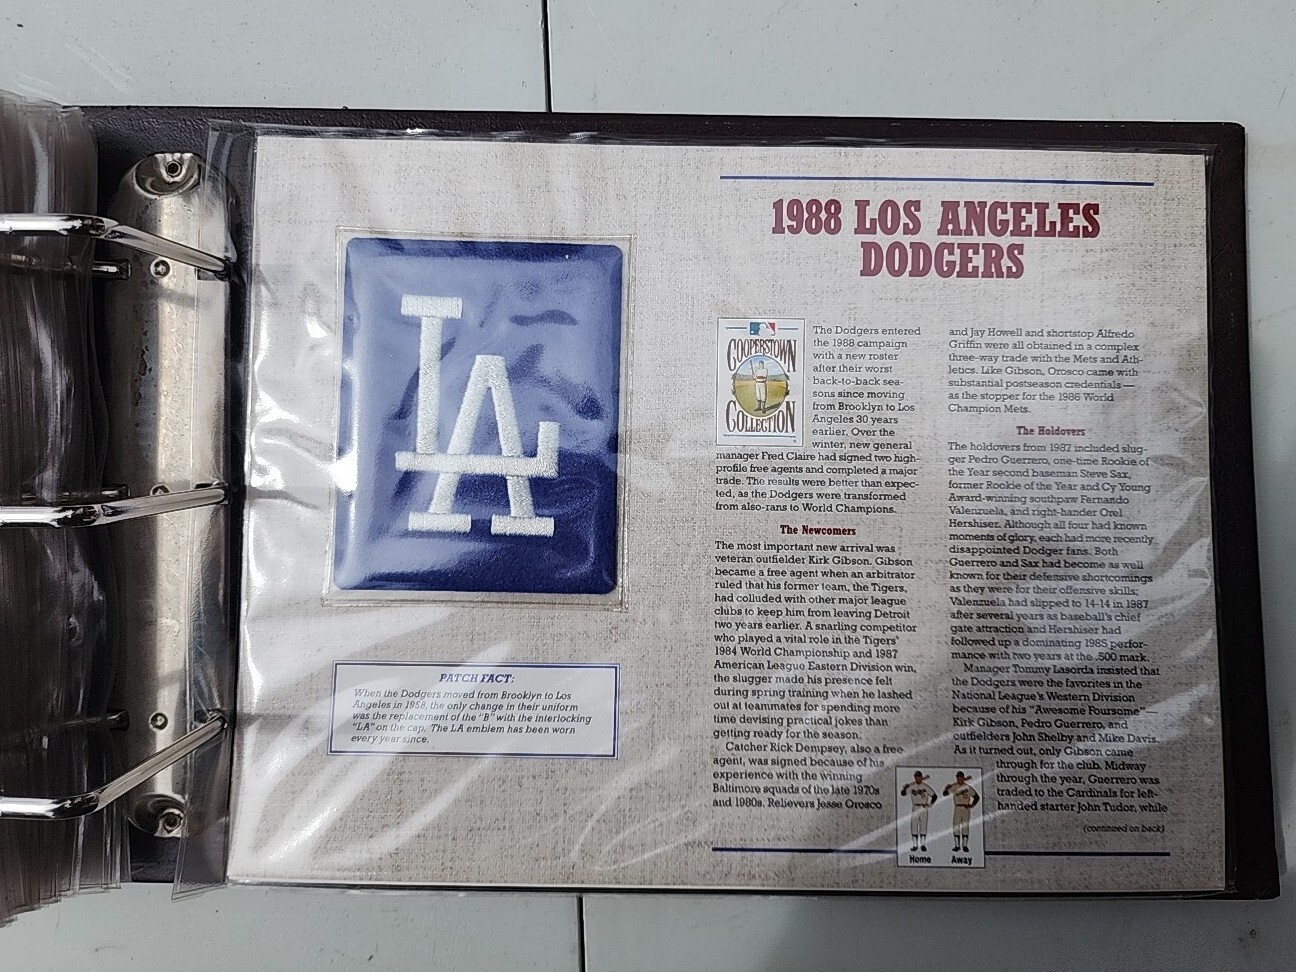 1988 LOS ANGELES
DODGERS
COOPERSTOWN
COLLECTION
The Dodgers entered
the 1988 campaign
with a new roster
after their worst
back-to-back sea-
sons since moving
from Brooklyn to Los
Angeles 30 years
earlier. Over the
winter, new general
manager Fred Claire had signed two high-
profile free agents and completed a major
trade. The results were better than expec-
ted, as the Dodgers were transformed
from also-rans to World Champions.
The Newcomers
The most important new arrival was
veteran outfielder Kirk Gibson. Gibson
became a free agent when an arbitrator
ruled that his former team, the Tigers,
had colluded with other major league
clubs to keep him from leaving Detroit
two years earlier. A snarling competitor
who played a vital role in the Tigers'
1984 World Championship and 1987
American League Eastern Division win,
the slugger made his presence felt
during spring training when he lashed
out at teammates for spending more
time devising practical jokes than
getting ready for the season.
Catcher Rick Dempsey, also a free
agent, was signed because of his
experience with the winning
Baltimore squads of the late 1970s
and 1980s. Relievers Jesse Orosco
and Jay Howell and shortstop Alfredo
Griffin were all obtained in a complex
three-way trade with the Mets and Ath-
letics. Like Gibson, Orosco came with
substantial postseason credentials —
as the stopper for the 1986 World
Champion Mets.
The Holdovers
The holdovers from 1987 included slug-
ger Pedro Guerrero, one-time Rookie of
the Year second baseman Steve Sax,
former Rookie of the Year and Cy Young
Award-winning southpaw Fernando
Valenzuela, and right-hander Orel
Hershiser. Although all four had known
moments of glory, each had more recently
disappointed Dodger fans. Both
Guerrero and Sax had become as well
known for their defensive shortcomings
as they were for their offensive skills;
Valenzuela had slipped to 14-14 in 1987
after several years as baseball's chief
gate attraction and Hershiser had
followed up a dominating 1985 perfor-
mance with two years at the .500 mark.
Manager Tommy Lasorda insisted that
the Dodgers were the favorites in the
National League's Western Division
because of his "Awesome Foursome"—
Kirk Gibson, Pedro Guerrero, and
outfielders John Shelby and Mike Davis.
As it turned out, only Gibson came
through for the club. Midway
through the year, Guerrero was
traded to the Cardinals for left-
handed starter John Tudor, while
(continued on back)
Home Away
LA
PATCH FACT:
When the Dodgers moved from Brooklyn to Los
Angeles in 1958, the only change in their uniform
was the replacement of the "B" with the interlocking
"LA" on the cap. The LA emblem has been worn
every year since.